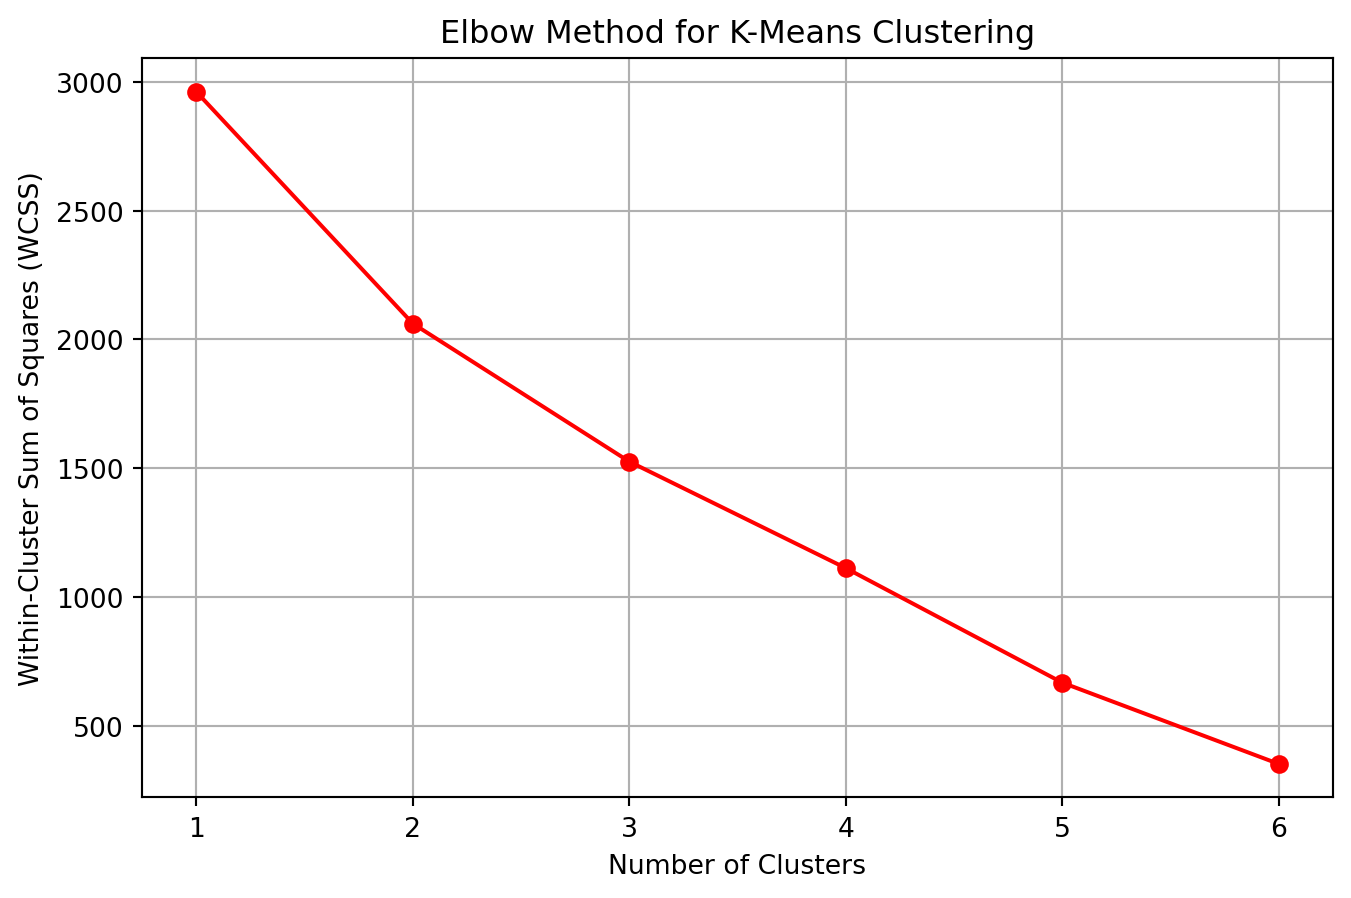 Elbow Method for K-Means Clustering
Within-Cluster Sum of Squares (WCSS)
3000
2500
2000
1500
1000
500
1 2 3 4 5 6
Number of Clusters